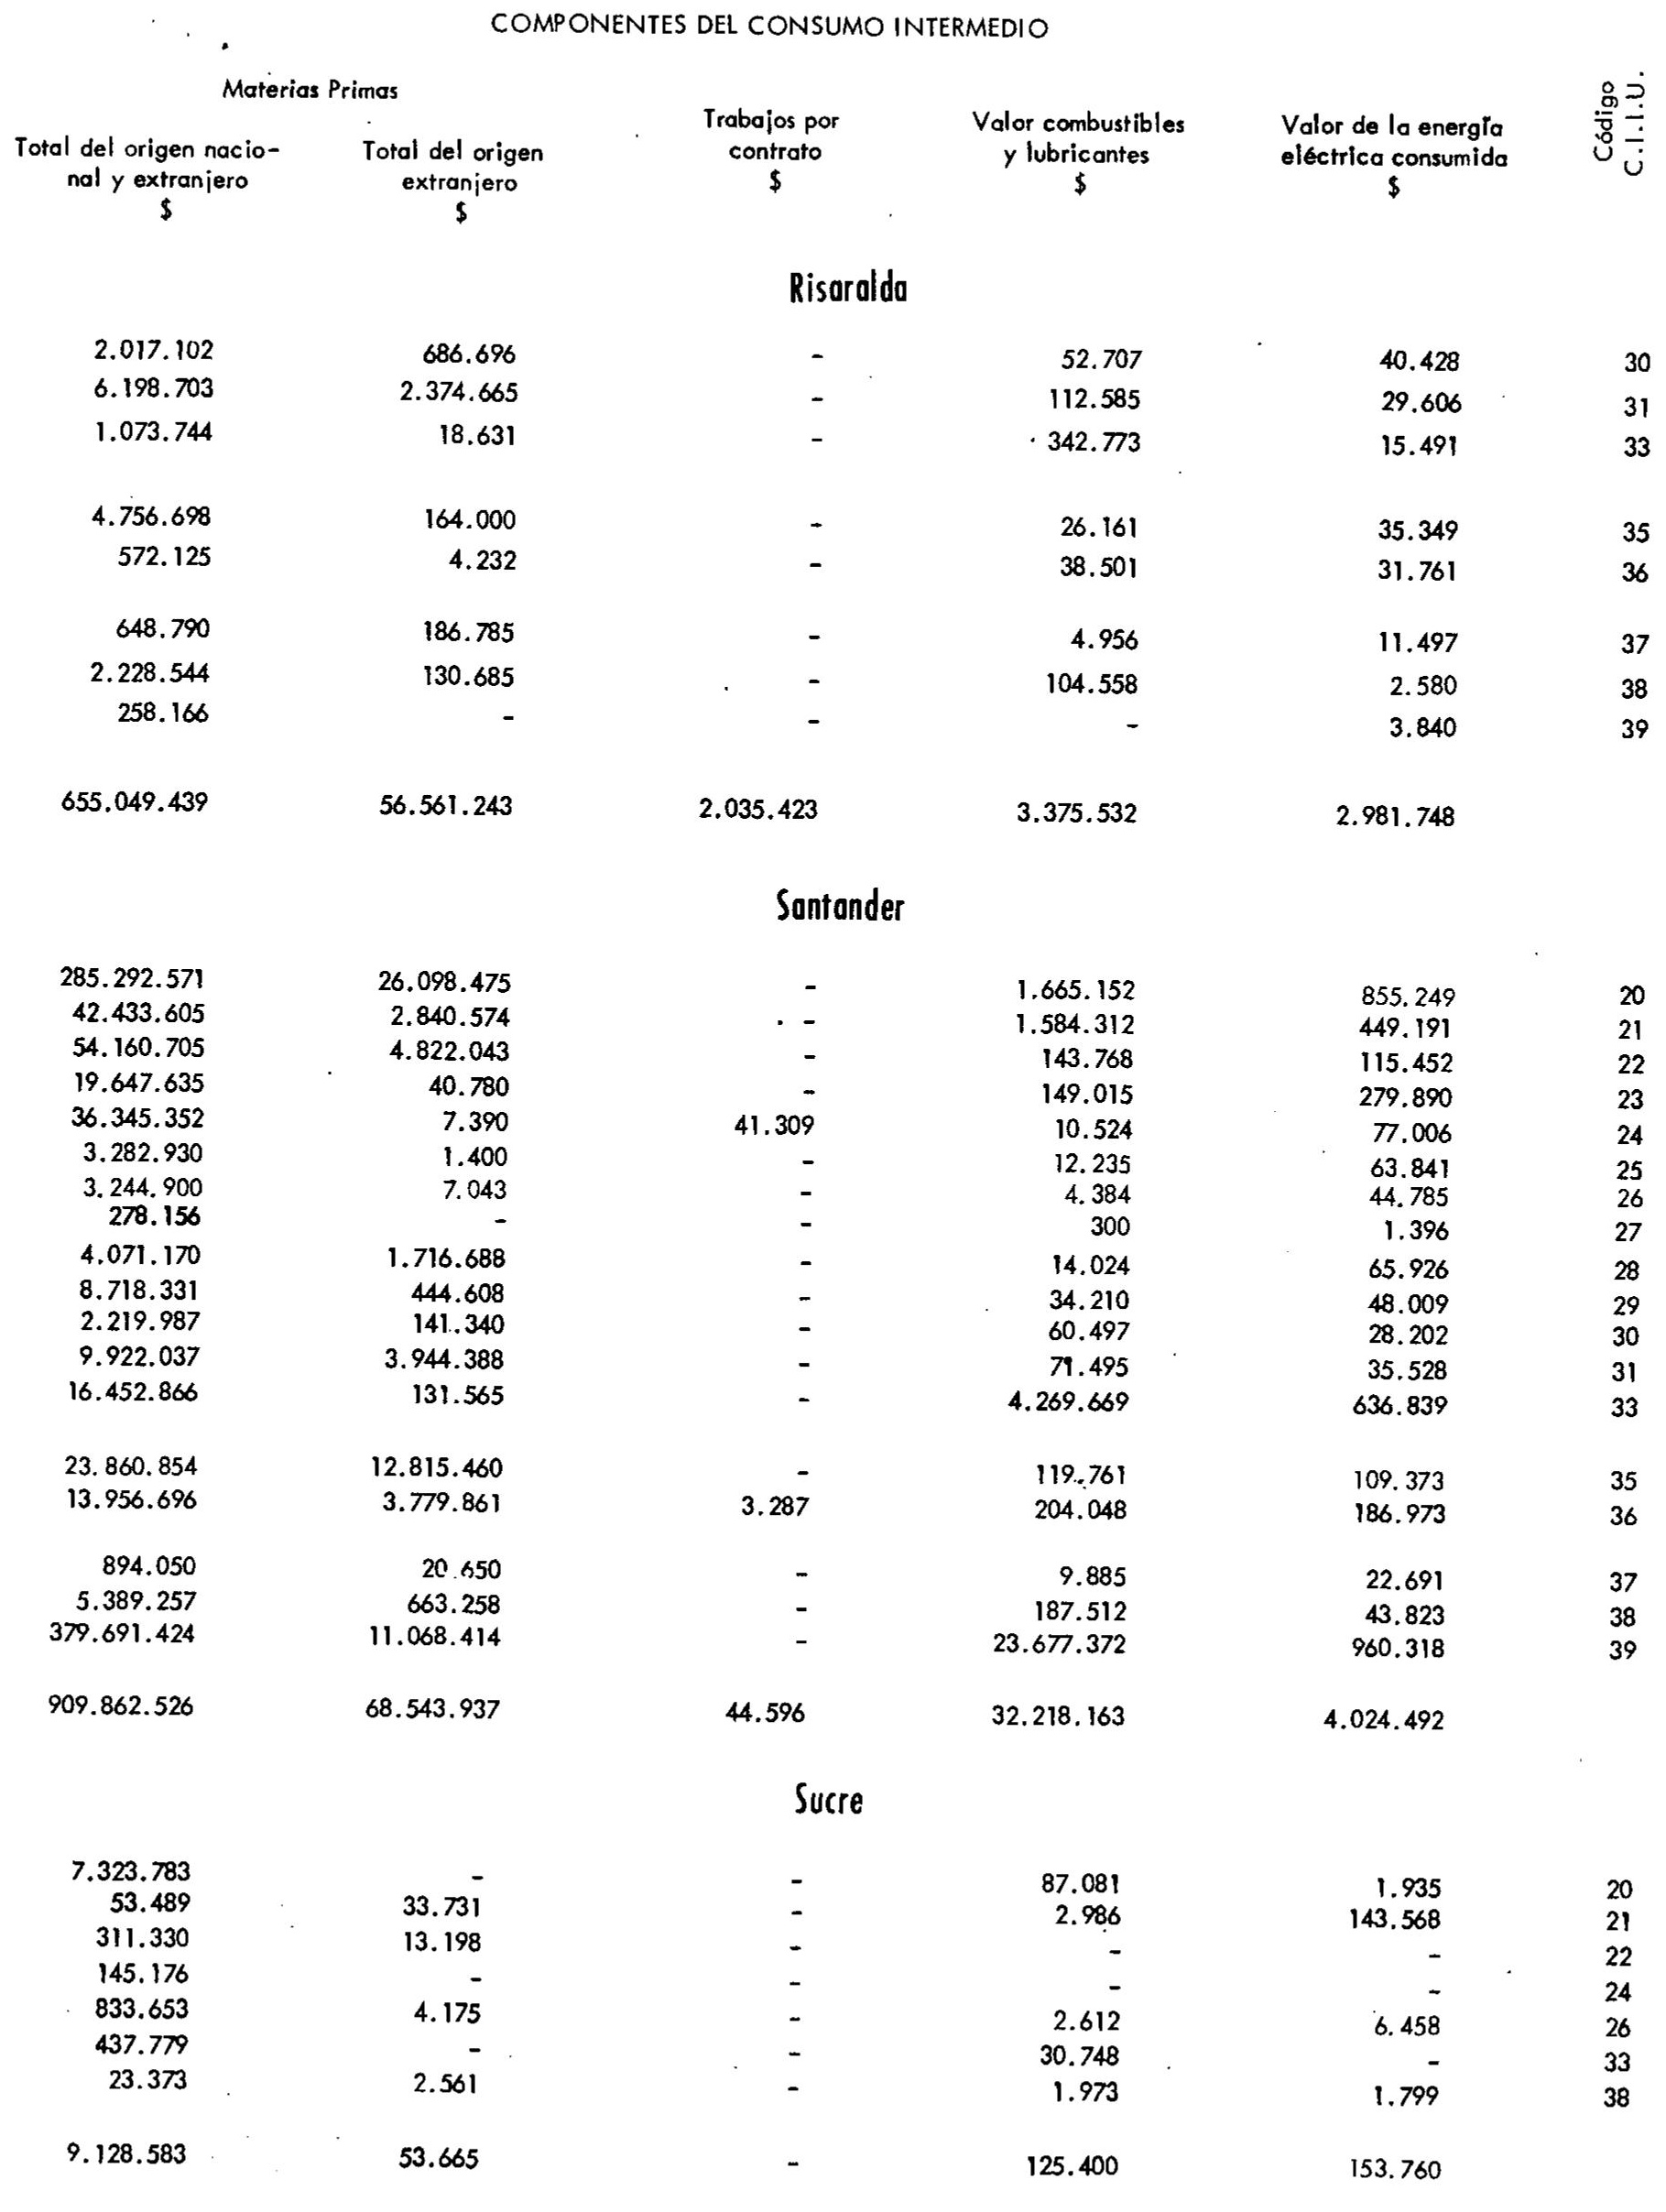 COMPONENTES DEL CONSUMO INTERMEDIO
Materias Primas
Total del origen nacio-
nal y extranjero
$
Total del origen
extranjero
$
Trabajos por
contrato
$
Valor combustibles
y lubricantes
$
Valor de la energía
eléctrica consumida
$
Código
C.I.I.U.
Risaralda
2.017.102 686.696 - 52.707 40.428 30
6.198.703 2.374.665 - 112.585 29.606 31
1.073.744 18.631 - 342.773 15.491 33
4.756.698 164.000 - 26.161 35.349 35
572.125 4.232 - 38.501 31.761 36
648.790 186.785 - 4.956 11.497 37
2.228.544 130.685 - 104.558 2.580 38
258.166 - - - 3.840 39
655.049.439 56.561.243 2.035.423 3.375.532 2.981.748
Santander
285.292.571 26.098.475 - 1.665.152 855.249 20
42.433.605 2.840.574 - 1.584.312 449.191 21
54.160.705 4.822.043 - 143.768 115.452 22
19.647.635 40.780 - 149.015 279.890 23
36.345.352 7.390 41.309 10.524 77.006 24
3.282.930 1.400 - 12.235 63.841 25
3.244.900 7.043 - 4.384 44.785 26
278.156 - - 300 1.396 27
4.071.170 1.716.688 - 14.024 65.926 28
8.718.331 444.608 - 34.210 48.009 29
2.219.987 141.340 - 60.497 28.202 30
9.922.037 3.944.388 - 71.495 35.528 31
16.452.866 131.565 - 4.269.669 636.839 33
23.860.854 12.815.460 - 119.761 109.373 35
13.956.696 3.779.861 3.287 204.048 186.973 36
894.050 20.650 - 9.885 22.691 37
5.389.257 663.258 - 187.512 43.823 38
379.691.424 11.068.414 - 23.677.372 960.318 39
909.862.526 68.543.937 44.596 32.218.163 4.024.492
Sucre
7.323.783 - - 87.081 1.935 20
53.489 33.731 - 2.986 143.568 21
311.330 13.198 - - - 22
145.176 - - - - 24
833.653 4.175 - 2.612 6.458 26
437.779 - - 30.748 - 33
23.373 2.561 - 1.973 1.799 38
9.128.583 53.665 - 125.400 153.760